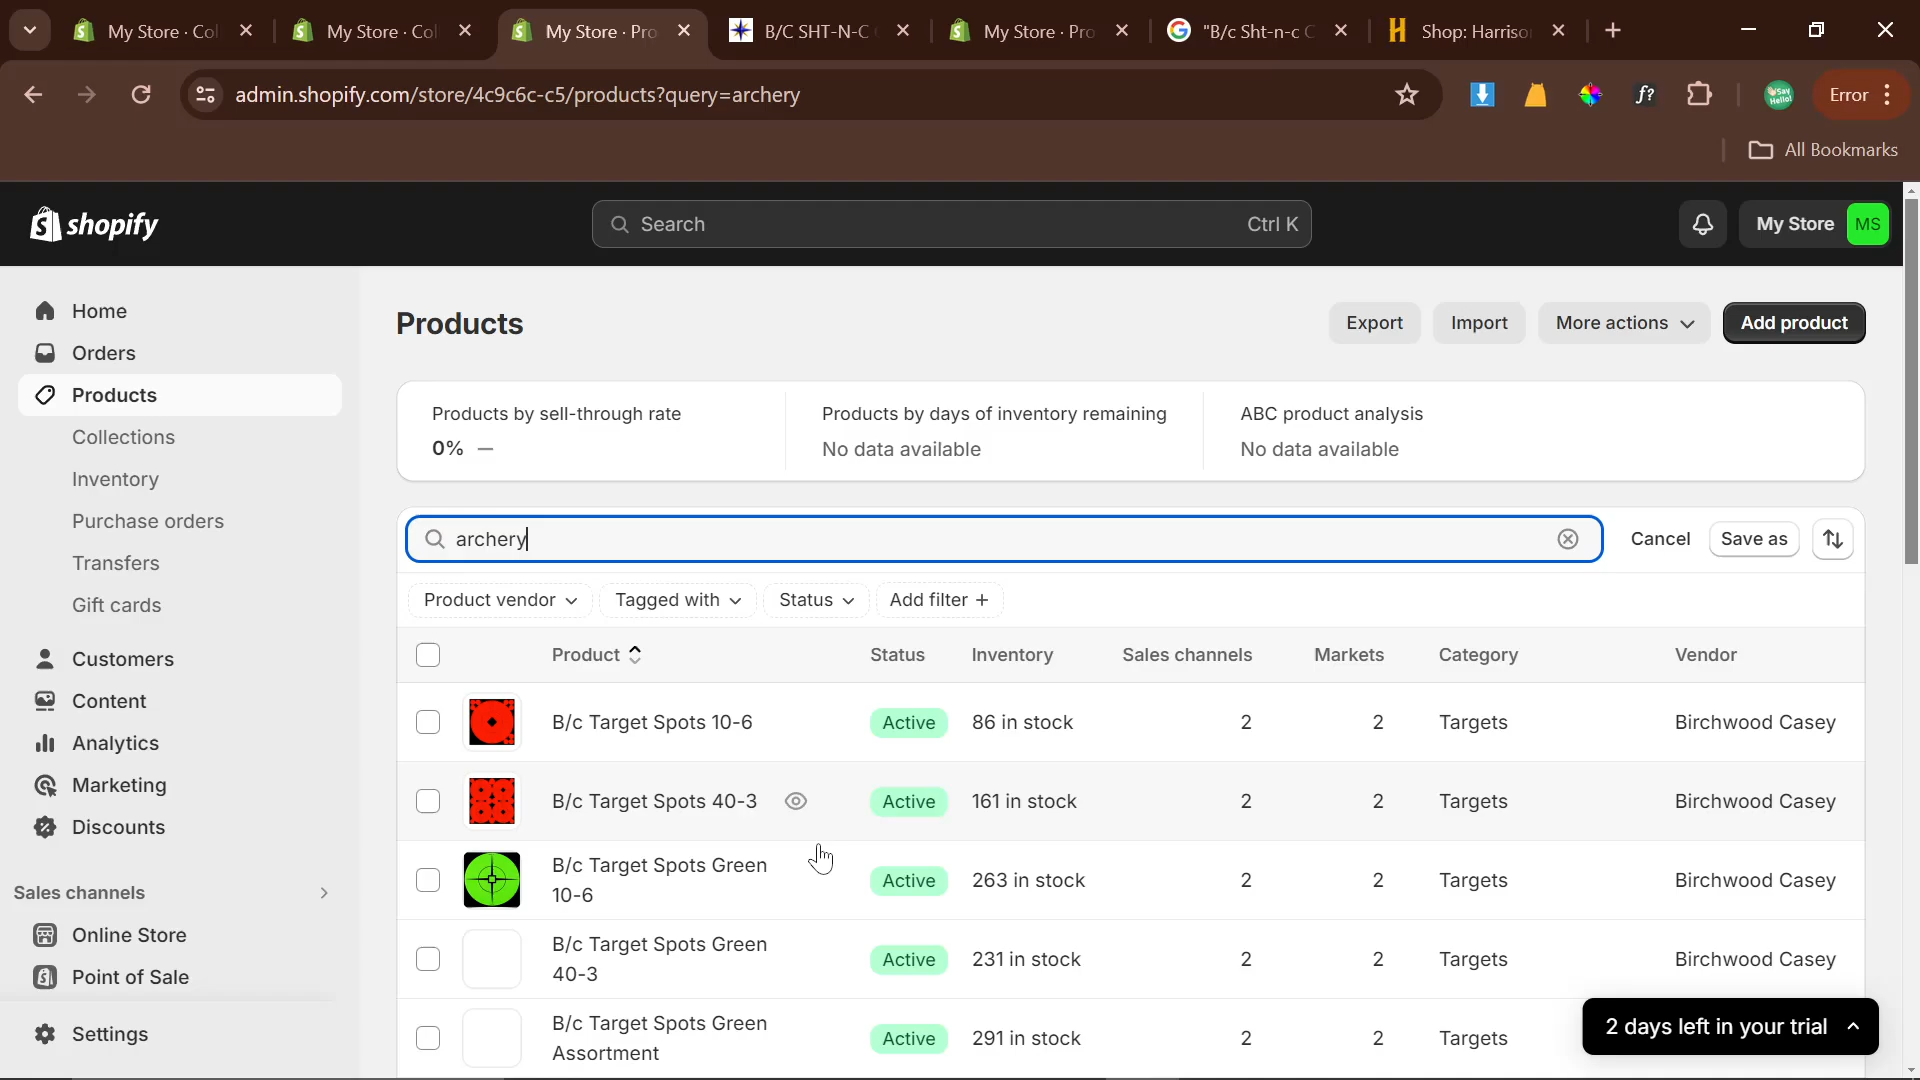 My Store · Col
My Store · Col
My Store · Pro
B/C SHT-N-C
My Store · Pro
"B/c Sht-n-c C
Shop: Harrison
admin.shopify.com/store/4c9c6c-c5/products?query=archery
f?
Say Hello!
Error
All Bookmarks
shopify
Search
Ctrl K
My Store
MS
Home
Orders
Products
Collections
Inventory
Purchase orders
Transfers
Gift cards
Customers
Content
Analytics
Marketing
Discounts
Sales channels
Online Store
Point of Sale
Settings
Products
Export
Import
More actions
Add product
Products by sell-through rate
0% —
Products by days of inventory remaining
No data available
ABC product analysis
No data available
archery
Cancel
Save as
Product vendor
Tagged with
Status
Add filter +
Product
Status
Inventory
Sales channels
Markets
Category
Vendor
B/c Target Spots 10-6
Active
86 in stock
2
2
Targets
Birchwood Casey
B/c Target Spots 40-3
Active
161 in stock
2
2
Targets
Birchwood Casey
B/c Target Spots Green
10-6
Active
263 in stock
2
2
Targets
Birchwood Casey
B/c Target Spots Green
40-3
Active
231 in stock
2
2
Targets
Birchwood Casey
B/c Target Spots Green
Assortment
Active
291 in stock
2
2
Targets
2 days left in your trial